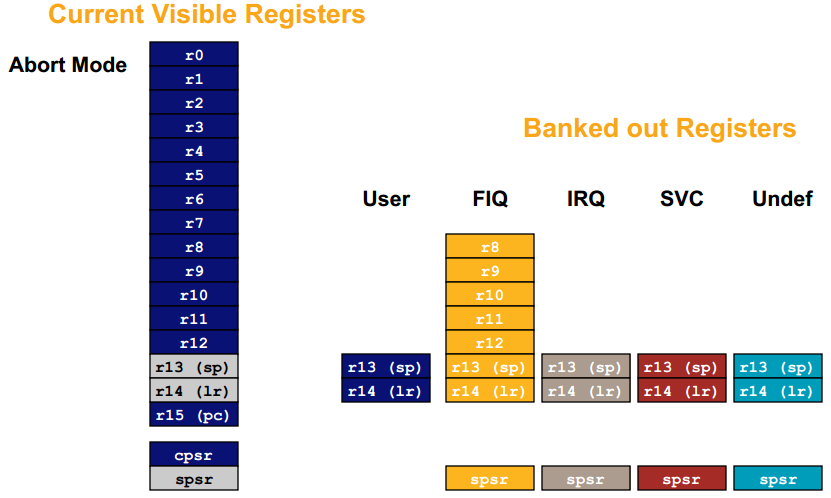 Current Visible Registers
Abort Mode
r0
r1
r2
r3
r4
r5
r6
r7
r8
r9
r10
r11
r12
r13 (sp)
r14 (lr)
r15 (pc)
cpsr
spsr
Banked out Registers
User FIQ IRQ SVC Undef
r8
r9
r10
r11
r12
r13 (sp) r13 (sp) r13 (sp) r13 (sp) r13 (sp)
r14 (lr) r14 (lr) r14 (lr) r14 (lr) r14 (lr)
spsr spsr spsr spsr